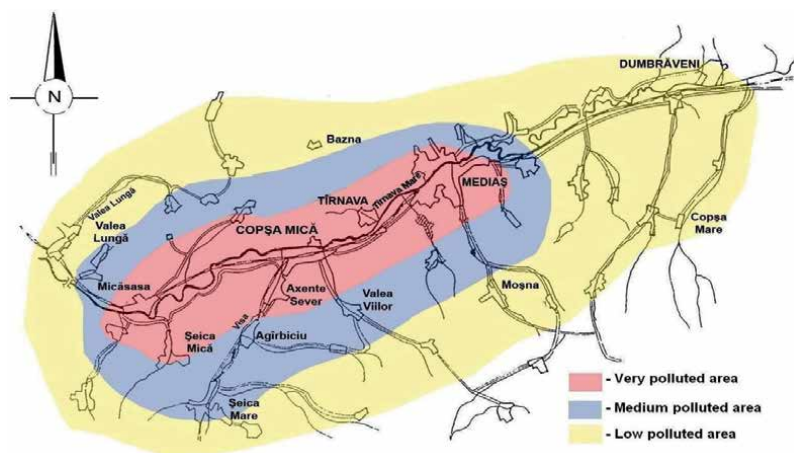 N
DUMBRĂVENI
Bazna
Valea Lungă
Valea
Lungă
TÎRNAVA
Tîrnava Mare
MEDIAȘ
COPȘA MICĂ
Copșa
Mare
Micăsasa
Axente
Sever
Valea
Viilor
Moșna
Visa
Șeica
Mică
Agîrbiciu
Șeica
Mare
- Very polluted area
- Medium polluted area
- Low polluted area